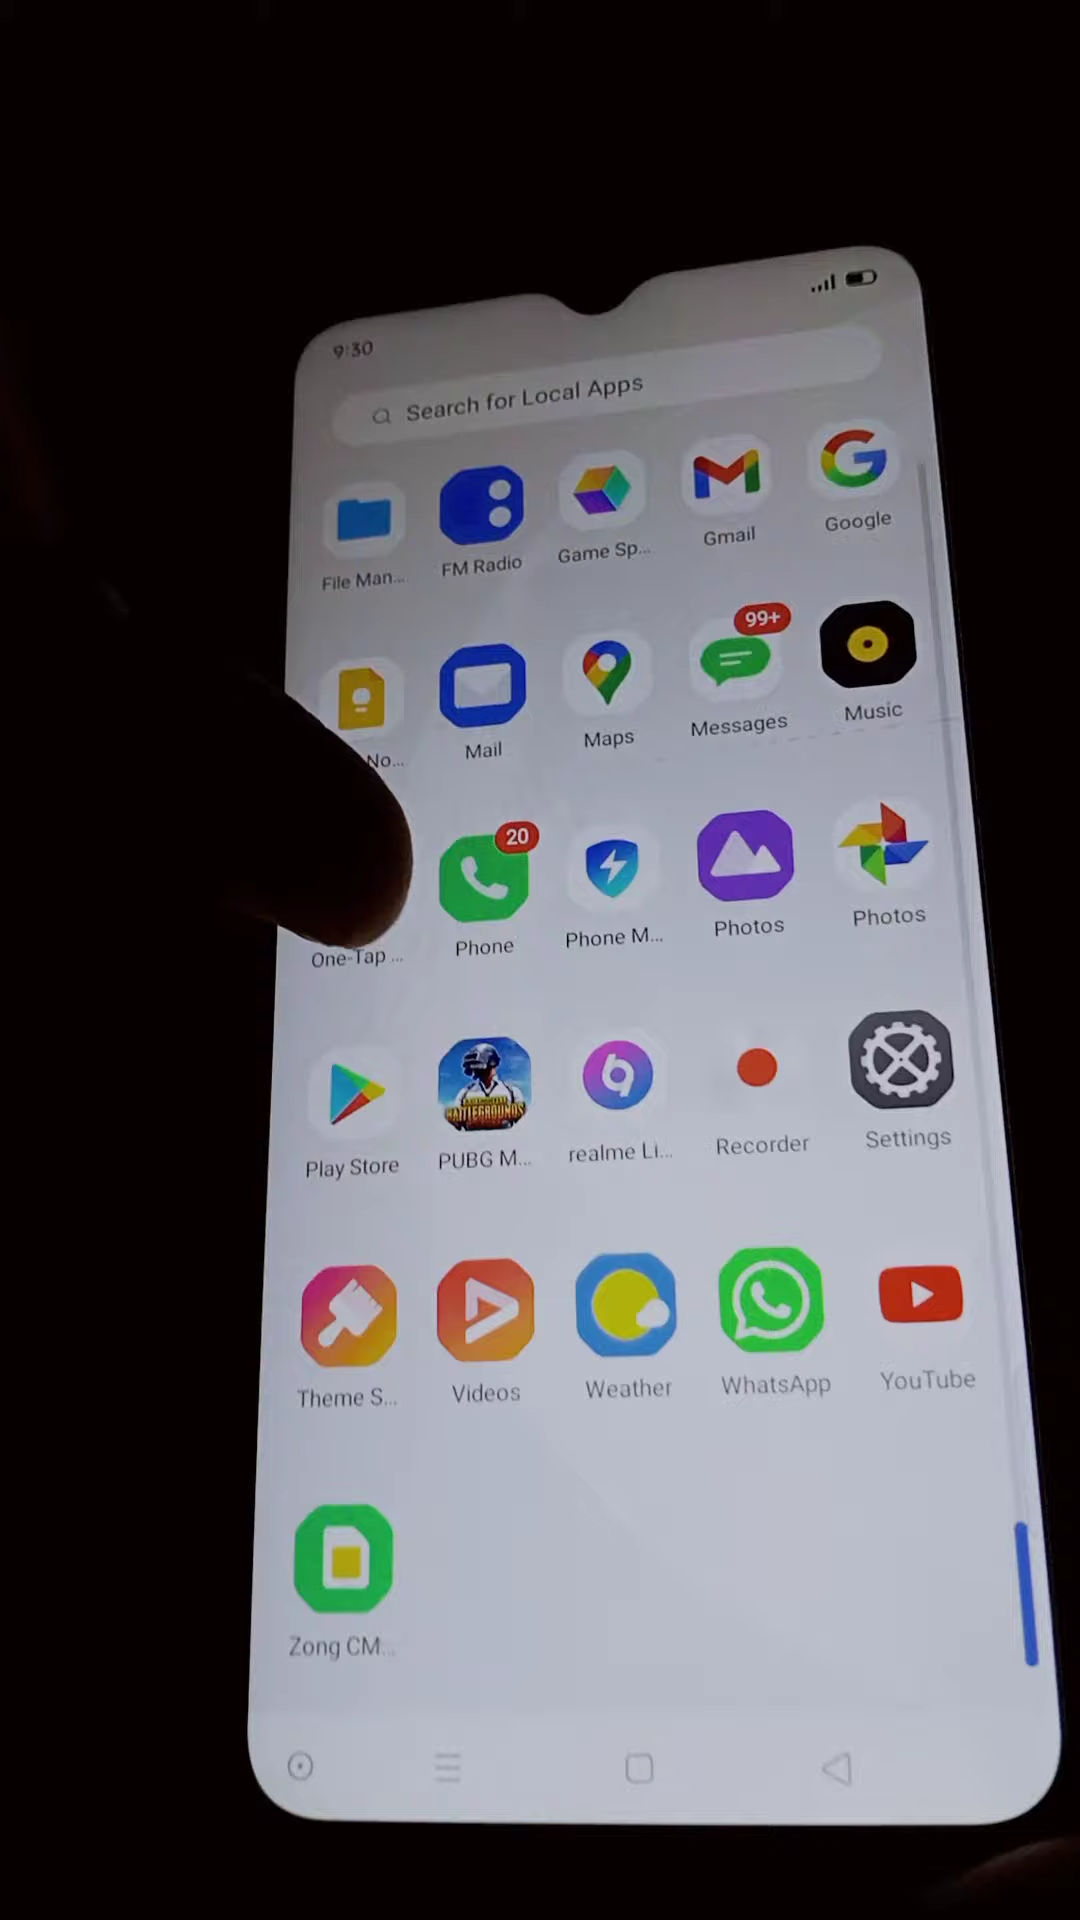 9:30
Search for Local Apps
File Man...
FM Radio
Game Sp...
Gmail
Google
99+
No...
Mail
Maps
Messages
Music
20
One-Tap ...
Phone
Phone M...
Photos
Photos
BATTLEGROUNDS
Play Store
PUBG M...
realme Li...
Recorder
Settings
Theme S...
Videos
Weather
WhatsApp
YouTube
Zong CM...